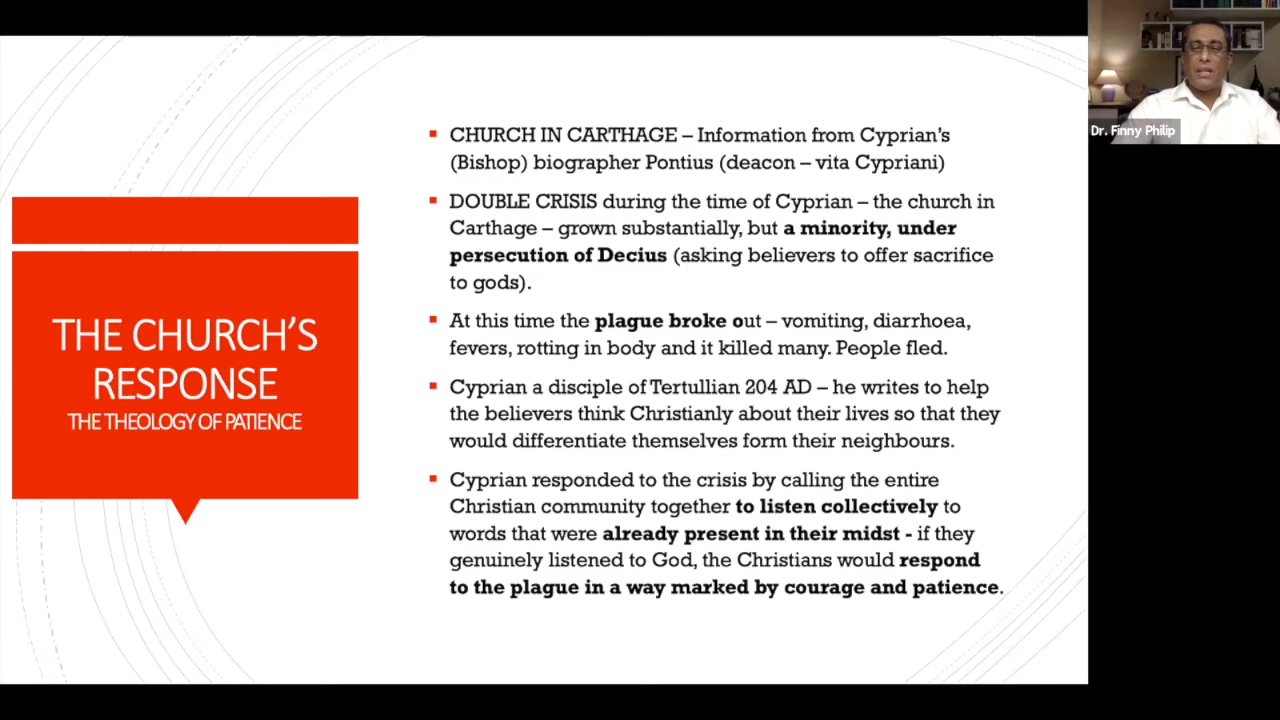 THE CHURCH'S
RESPONSE
THE THEOLOGY OF PATIENCE
CHURCH IN CARTHAGE – Information from Cyprian's
(Bishop) biographer Pontius (deacon – vita Cypriani)
DOUBLE CRISIS during the time of Cyprian – the church in
Carthage – grown substantially, but a minority, under
persecution of Decius (asking believers to offer sacrifice
to gods).
At this time the plague broke out – vomiting, diarrhoea,
fevers, rotting in body and it killed many. People fled.
Cyprian a disciple of Tertullian 204 AD – he writes to help
the believers think Christianly about their lives so that they
would differentiate themselves form their neighbours.
Cyprian responded to the crisis by calling the entire
Christian community together to listen collectively to
words that were already present in their midst - if they
genuinely listened to God, the Christians would respond
to the plague in a way marked by courage and patience.
Dr. Finny Philip